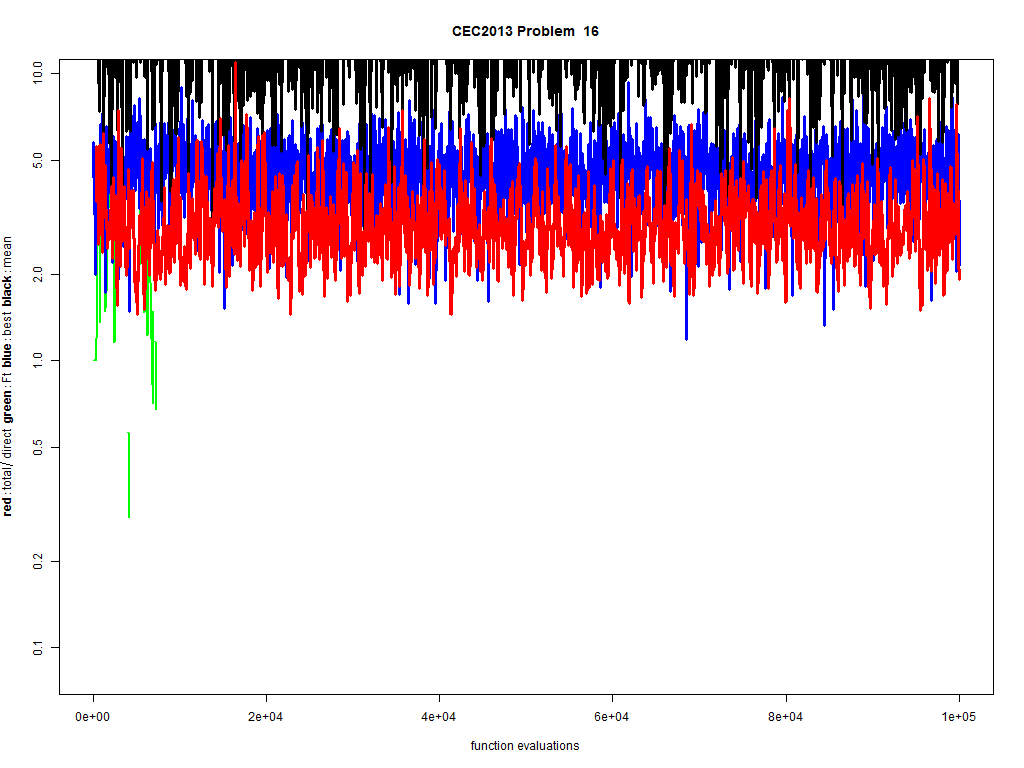 CEC2013 Problem  16
red : total/ direct green : Ft blue : best black : mean
10.0
5.0
2.0
1.0
0.5
0.2
0.1
0e+00
2e+04
4e+04
6e+04
8e+04
1e+05
function evaluations